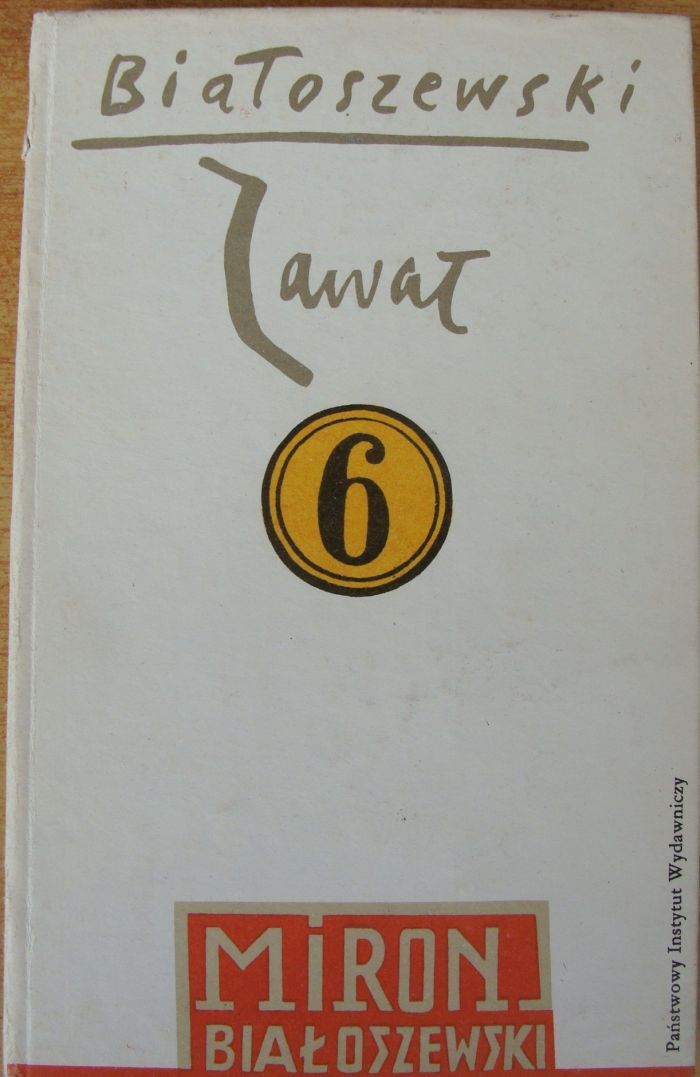 Białoszewski
Zawał
6
MiRON
BIAŁOSZEWSKI
Państwowy Instytut Wydawniczy